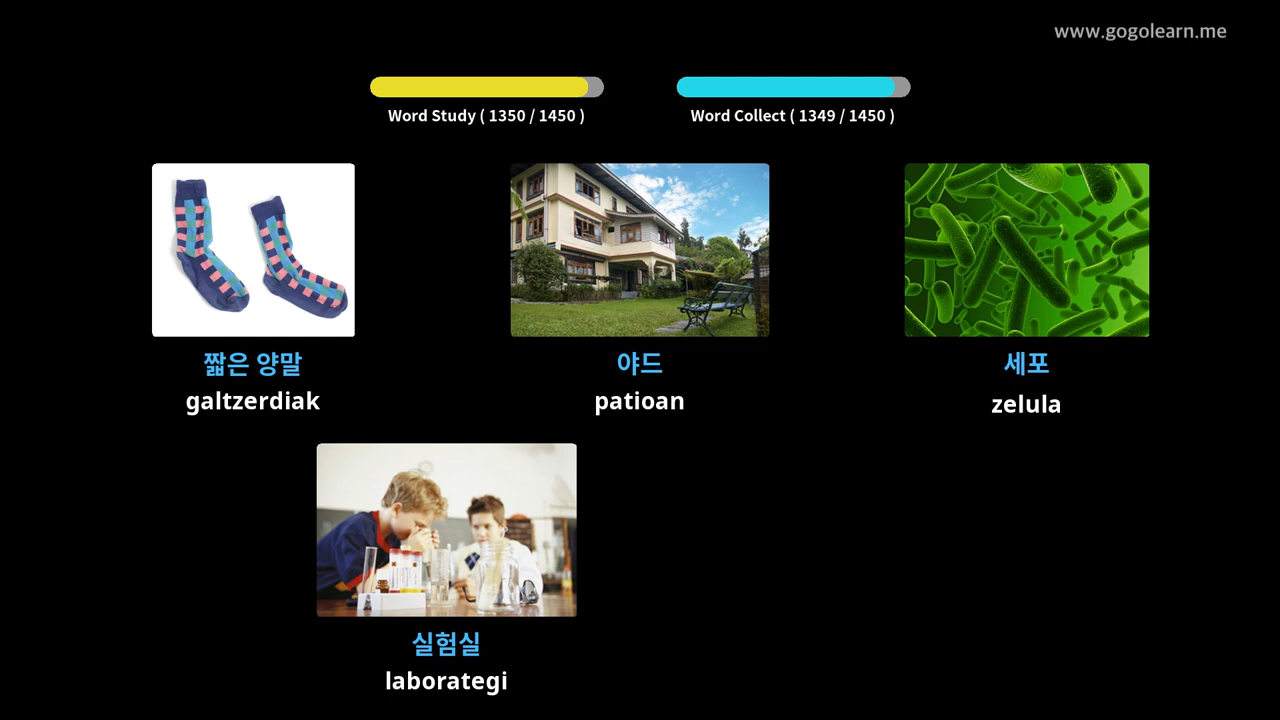 www.gogolearn.me
Word Study ( 1350 / 1450 )
Word Collect ( 1349 / 1450 )
짧은 양말
galtzerdiak
야드
patioan
세포
zelula
실험실
laborategi